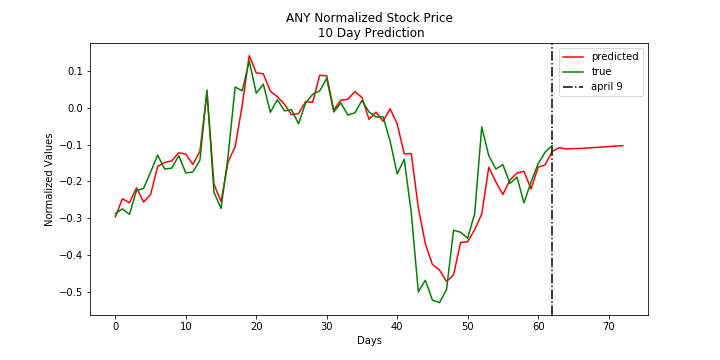 ANY Normalized Stock Price
10 Day Prediction
predicted
true
april 9
Normalized Values
0.1
0.0
−0.1
−0.2
−0.3
−0.4
−0.5
0 10 20 30 40 50 60 70
Days